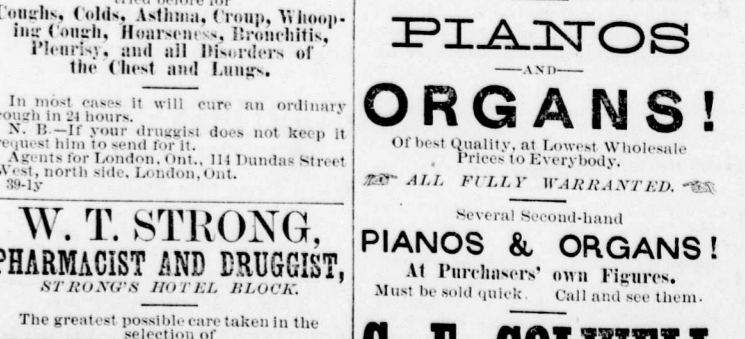 Coughs, Colds, Asthma, Croup, Whoop-
ing Cough, Hoarseness, Bronchitis,
Pleurisy, and all Disorders of
the Chest and Lungs.
In most cases it will cure an ordinary
cough in 24 hours.
N. B.—If your druggist does not keep it
request him to send for it.
Agents for London, Ont., 114 Dundas Street
West, north side, London, Ont.
39-1y
W. T. STRONG,
PHARMACIST AND DRUGGIST,
STRONG'S HOTEL BLOCK.
The greatest possible care taken in the
selection of
PIANOS
—AND—
ORGANS!
Of best Quality, at Lowest Wholesale
Prices to Everybody.
ALL FULLY WARRANTED.
Several Second-hand
PIANOS & ORGANS!
At Purchasers' own Figures.
Must be sold quick. Call and see them.